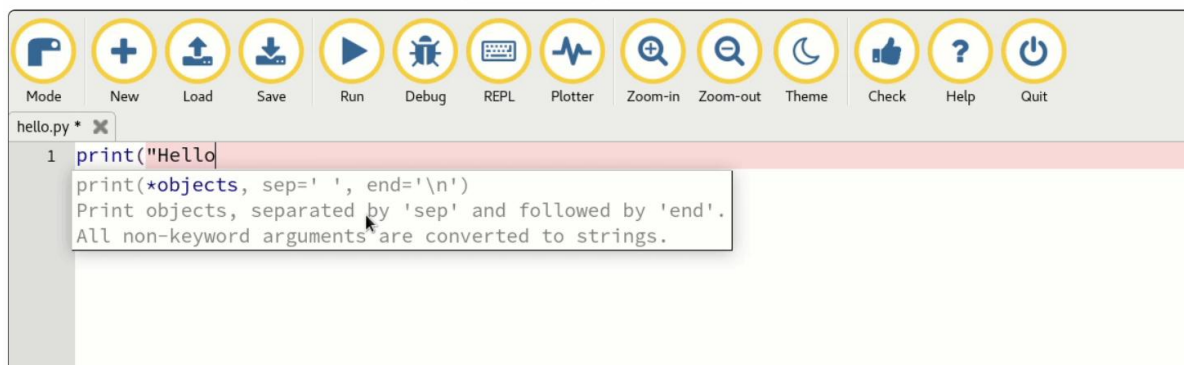 Mode New Load Save Run Debug REPL Plotter Zoom-in Zoom-out Theme Check Help Quit
hello.py *
1 print("Hello
print(*objects, sep=' ', end='\n')
Print objects, separated by 'sep' and followed by 'end'.
All non-keyword arguments are converted to strings.